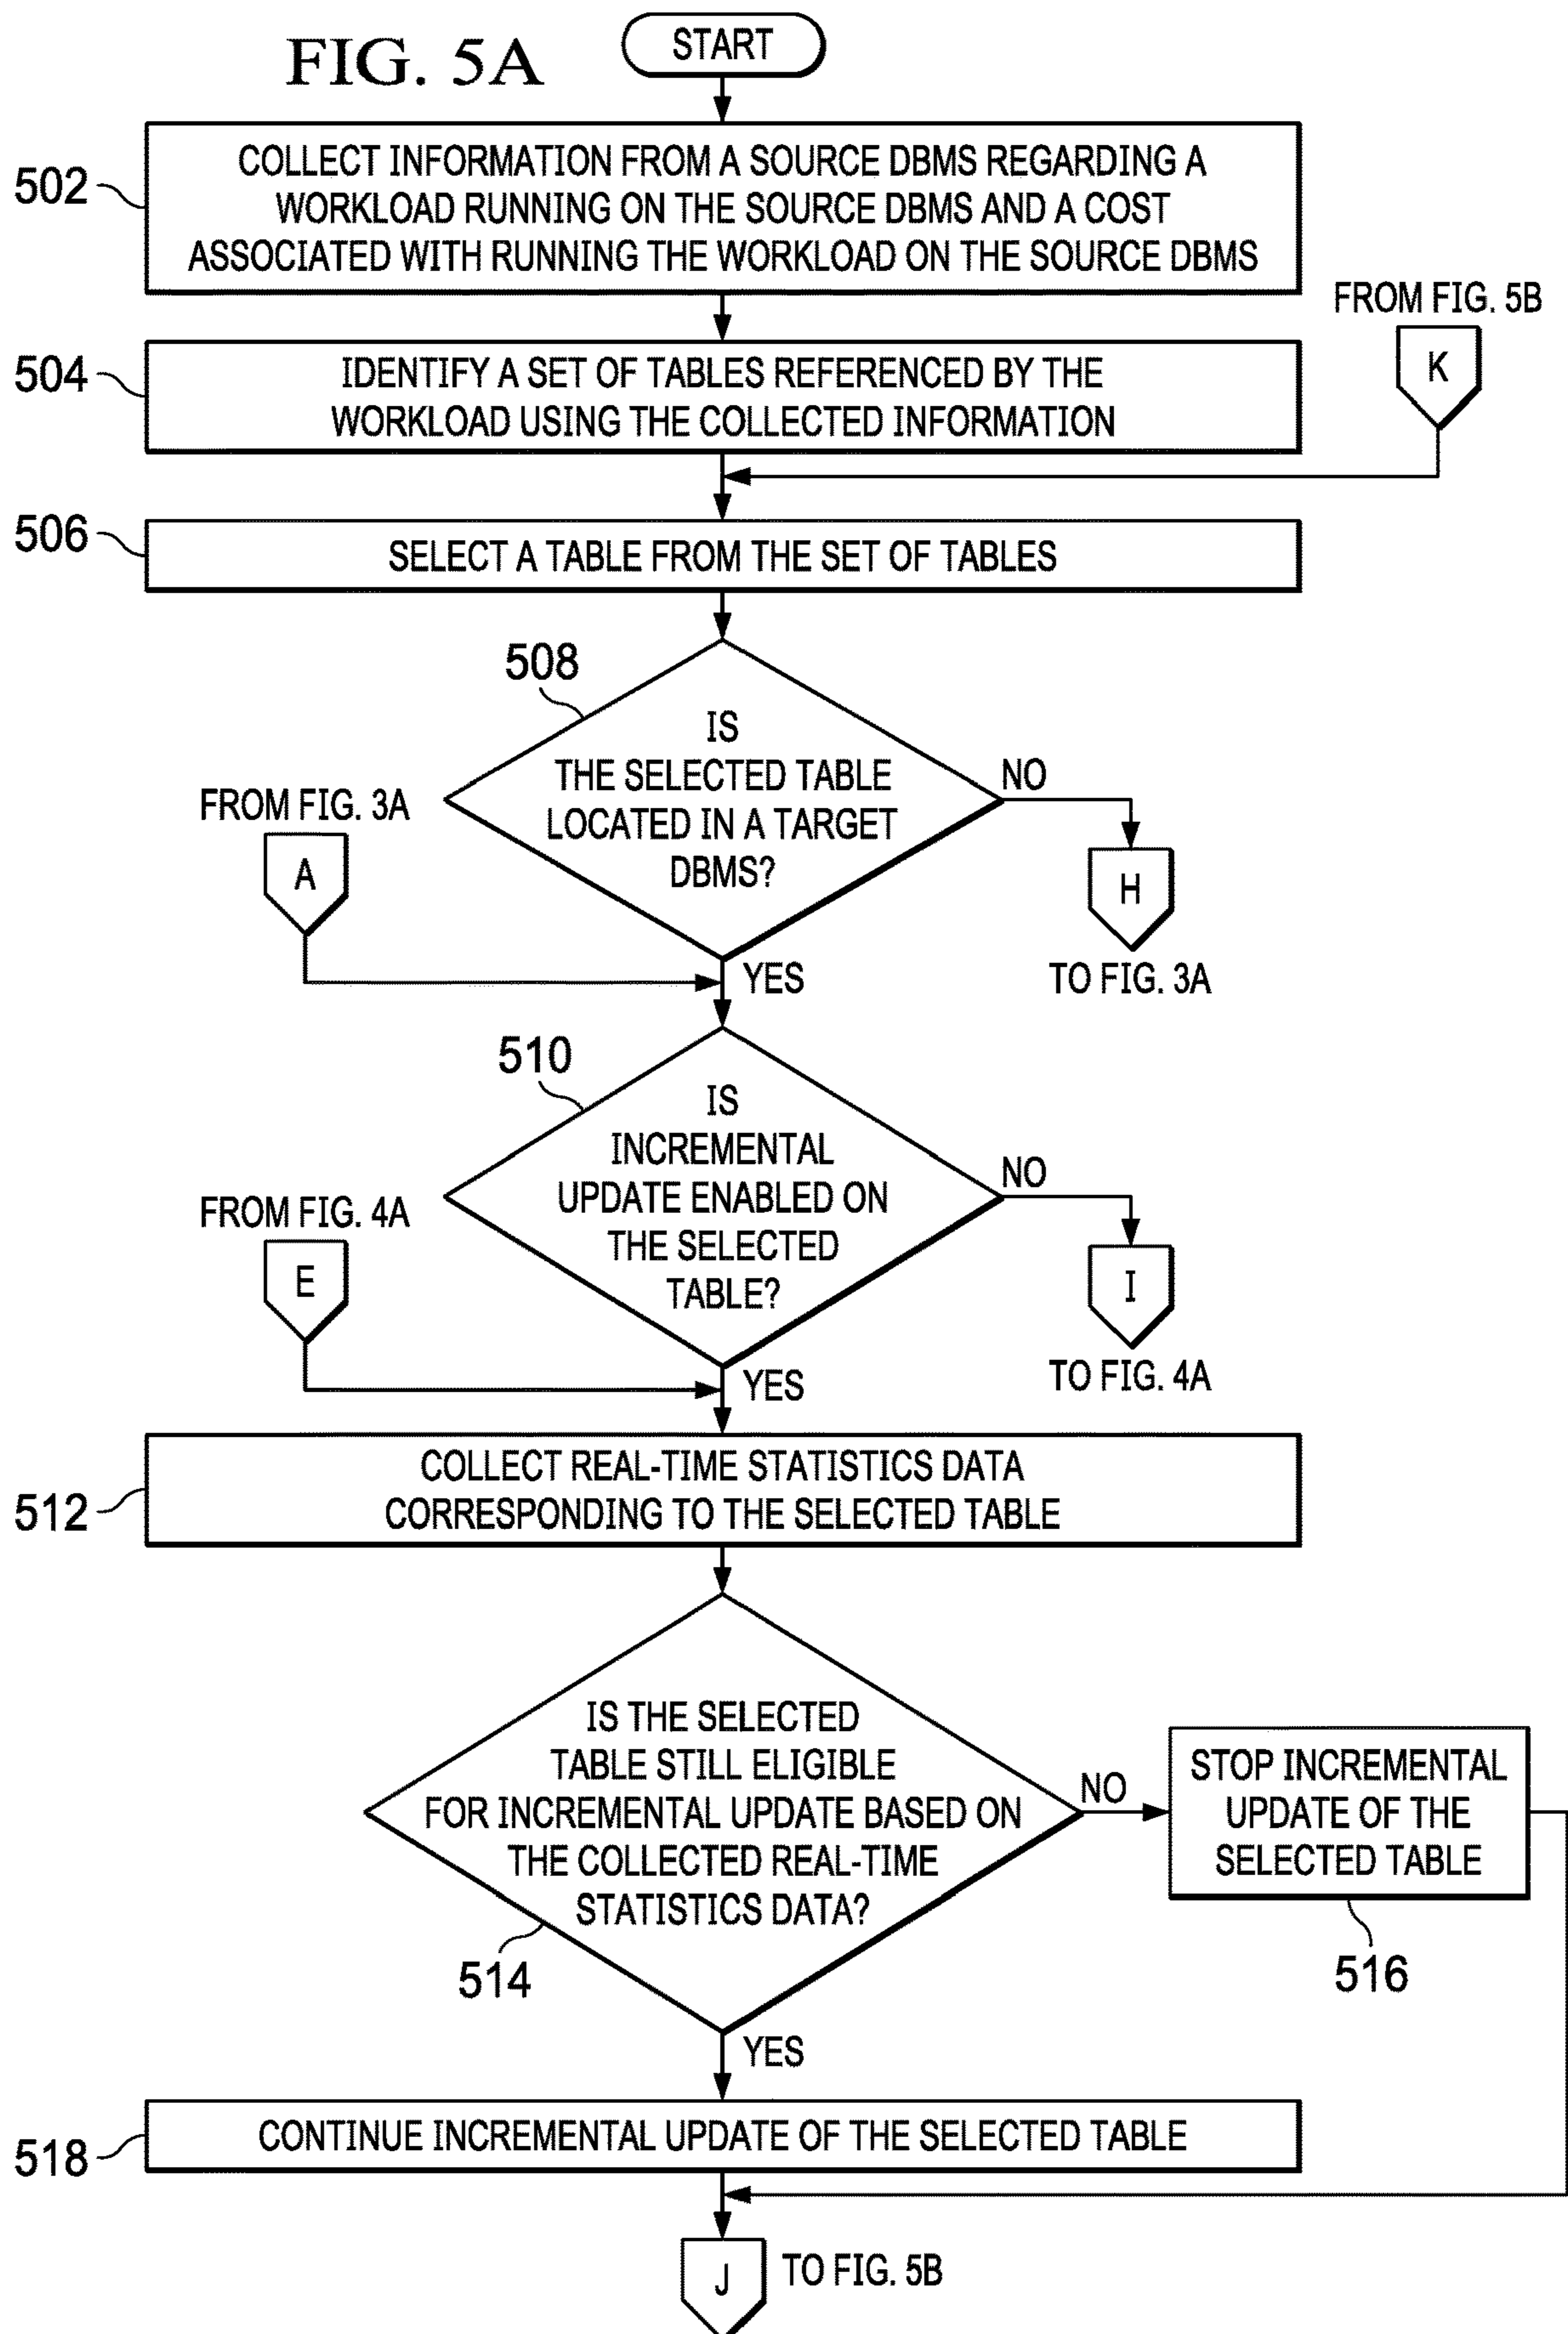 FIG. 5A
START
502
COLLECT INFORMATION FROM A SOURCE DBMS REGARDING A
WORKLOAD RUNNING ON THE SOURCE DBMS AND A COST
ASSOCIATED WITH RUNNING THE WORKLOAD ON THE SOURCE DBMS
FROM FIG. 5B
K
504
IDENTIFY A SET OF TABLES REFERENCED BY THE
WORKLOAD USING THE COLLECTED INFORMATION
506
SELECT A TABLE FROM THE SET OF TABLES
508
IS
THE SELECTED TABLE
LOCATED IN A TARGET
DBMS?
NO
H
TO FIG. 3A
FROM FIG. 3A
A
YES
510
IS
INCREMENTAL
UPDATE ENABLED ON
THE SELECTED
TABLE?
NO
I
TO FIG. 4A
FROM FIG. 4A
E
YES
512
COLLECT REAL-TIME STATISTICS DATA
CORRESPONDING TO THE SELECTED TABLE
IS THE SELECTED
TABLE STILL ELIGIBLE
FOR INCREMENTAL UPDATE BASED ON
THE COLLECTED REAL-TIME
STATISTICS DATA?
514
NO
STOP INCREMENTAL
UPDATE OF THE
SELECTED TABLE
516
YES
518
CONTINUE INCREMENTAL UPDATE OF THE SELECTED TABLE
J
TO FIG. 5B